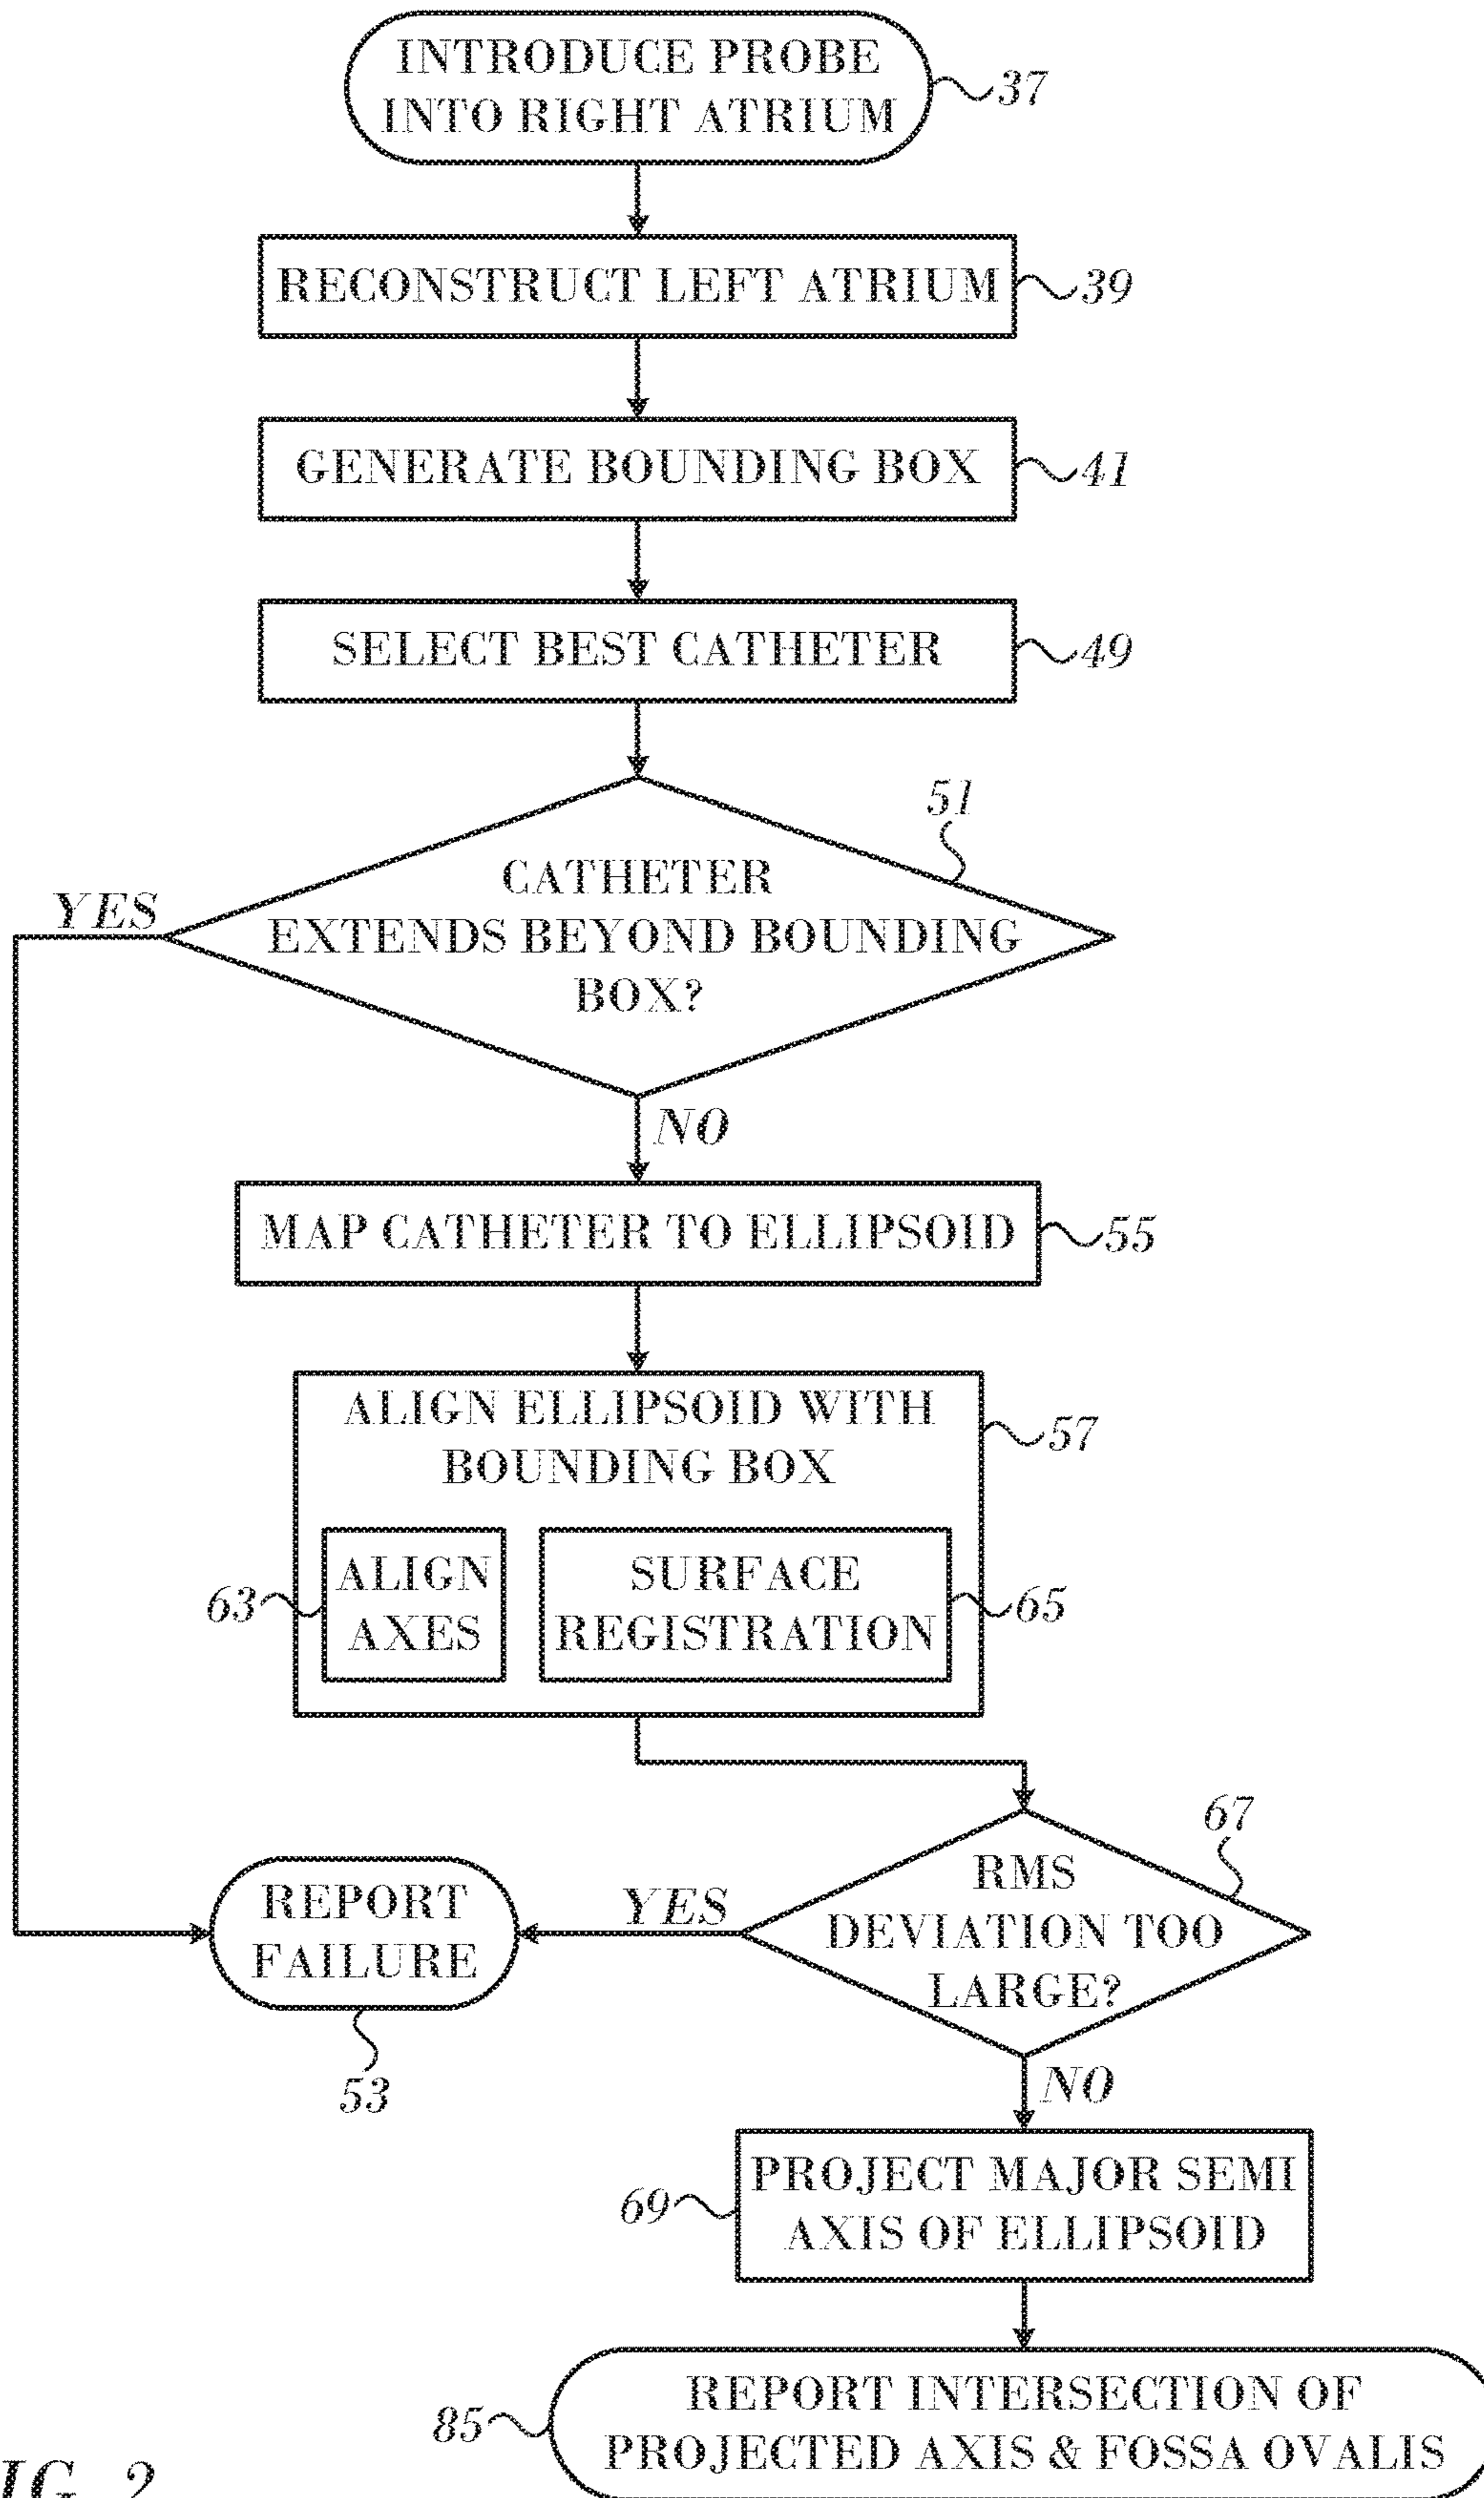 INTRODUCE PROBE
INTO RIGHT ATRIUM
37
RECONSTRUCT LEFT ATRIUM
39
GENERATE BOUNDING BOX
41
SELECT BEST CATHETER
49
51
CATHETER
EXTENDS BEYOND BOUNDING
BOX?
YES
NO
MAP CATHETER TO ELLIPSOID
55
ALIGN ELLIPSOID WITH
BOUNDING BOX
57
63
ALIGN
AXES
SURFACE
REGISTRATION
65
67
RMS
DEVIATION TOO
LARGE?
YES
REPORT
FAILURE
53
NO
69
PROJECT MAJOR SEMI
AXIS OF ELLIPSOID
85
REPORT INTERSECTION OF
PROJECTED AXIS & FOSSA OVALIS
IG. 2